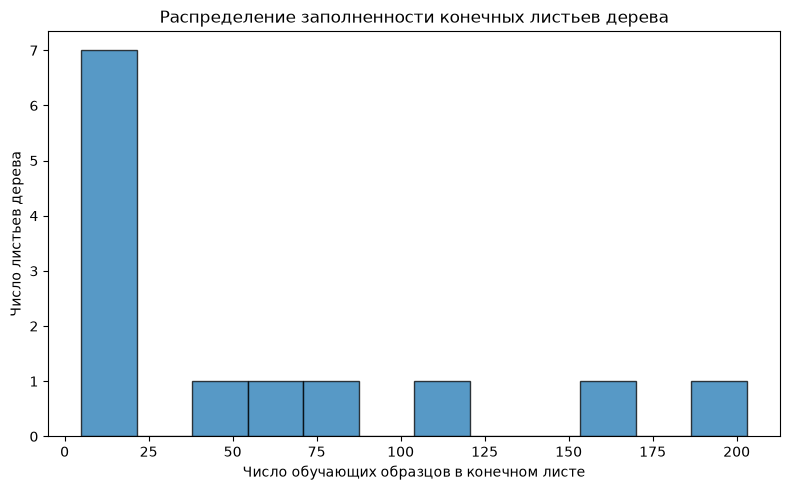 Распределение заполненности конечных листьев дерева
Число листьев дерева
7
6
5
4
3
2
1
0
0 25 50 75 100 125 150 175 200
Число обучающих образцов в конечном листе